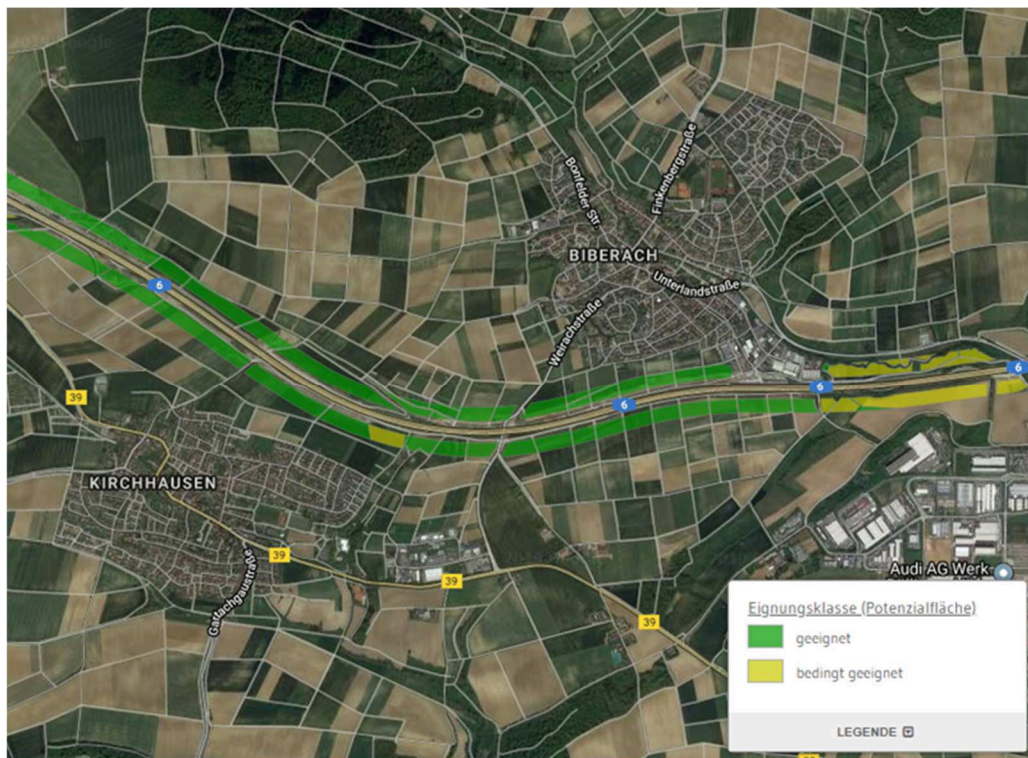 Bonfelder Str.
Finkenbergstraße
BIBERACH
Unterlandstraße
6
Weirachstraße
6
6
6
39
KIRCHHAUSEN
39
39
Gartachgaustraße
39
Audi AG Werk
Eignungsklasse (Potenzialfläche)
geeignet
bedingt geeignet
LEGENDE